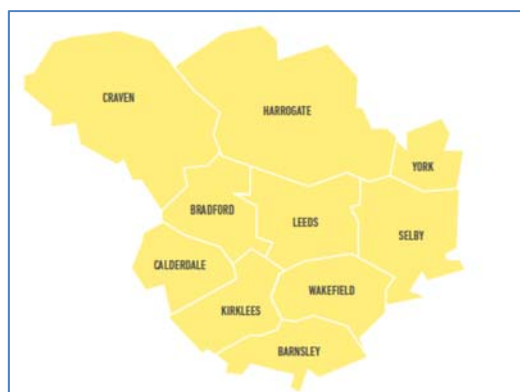 CRAVEN
HARROGATE
YORK
BRADFORD
LEEDS
SELBY
CALDERDALE
WAKEFIELD
KIRKLEES
BARNSLEY